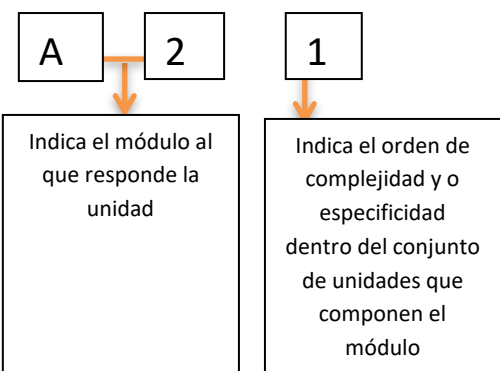 A 2 1
Indica el módulo al
que responde la
unidad
Indica el orden de
complejidad y o
especificidad
dentro del conjunto
de unidades que
componen el
módulo